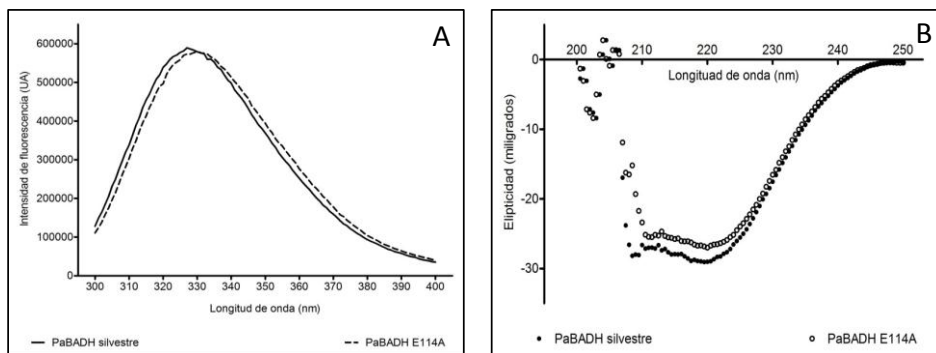 A
Intensidad de fluorescencia (UA)
600000
500000
400000
300000
200000
100000
0
300 310 320 330 340 350 360 370 380 390 400
Longitud de onda (nm)
PaBADH silvestre PaBADH E114A
B
Elipticidad (miligrados)
0
-10
-20
-30
200 210 220 230 240 250
Longituad de onda (nm)
PaBADH silvestre PaBADH E114A